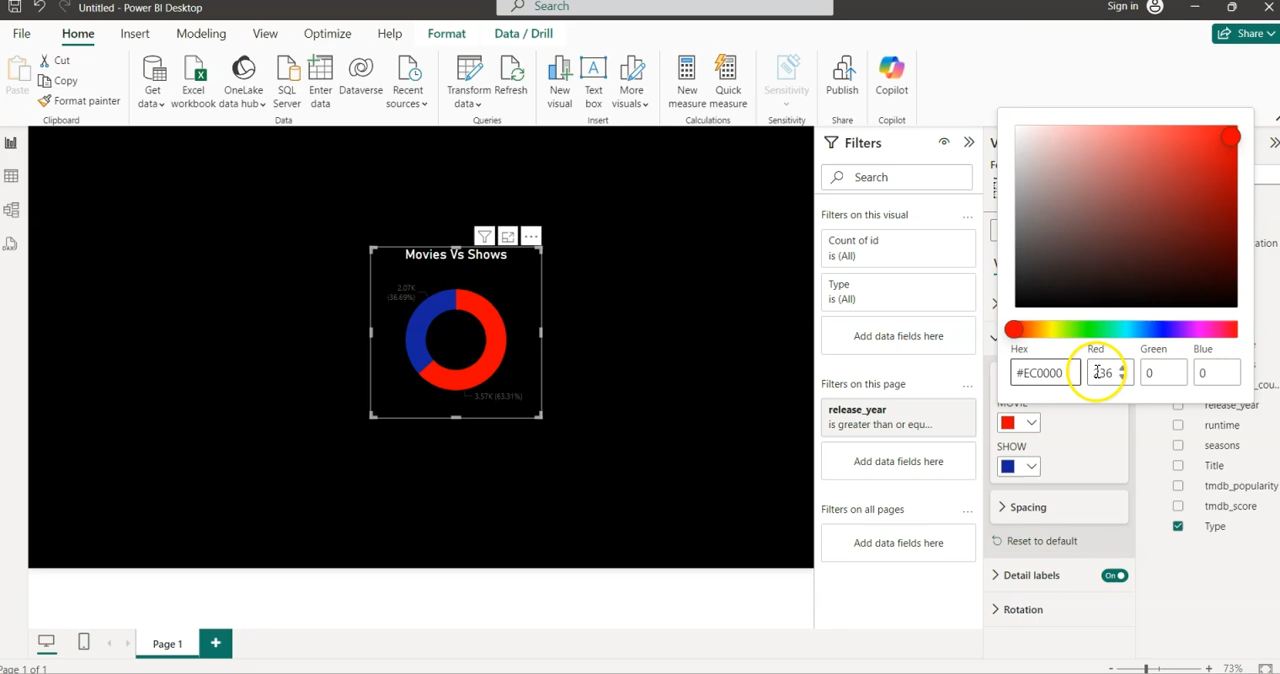 Untitled - Power BI Desktop
Search
Sign in
File
Home
Insert
Modeling
View
Optimize
Help
Format
Data / Drill
Share
Paste
Cut
Copy
Format painter
Clipboard
Get data
Excel workbook
OneLake data hub
SQL Server
Enter data
Dataverse
Recent sources
Data
Transform data
Refresh
Queries
New visual
Text box
More visuals
Insert
New measure
Quick measure
Calculations
Sensitivity
Sensitivity
Publish
Share
Copilot
Copilot
Movies Vs Shows
2.07K
(36.69%)
3.57K (63.31%)
Filters
Search
Filters on this visual
...
Count of id
is (All)
Type
is (All)
Add data fields here
Filters on this page
...
release_year
is greater than or equ...
Add data fields here
Filters on all pages
...
Add data fields here
Hex
Red
Green
Blue
#EC0000
236
0
0
MOVIE
SHOW
Spacing
Reset to default
Detail labels
On
Rotation
release_year
runtime
seasons
Title
tmdb_popularity
tmdb_score
Type
Page 1
+
Page 1 of 1
- + 73%